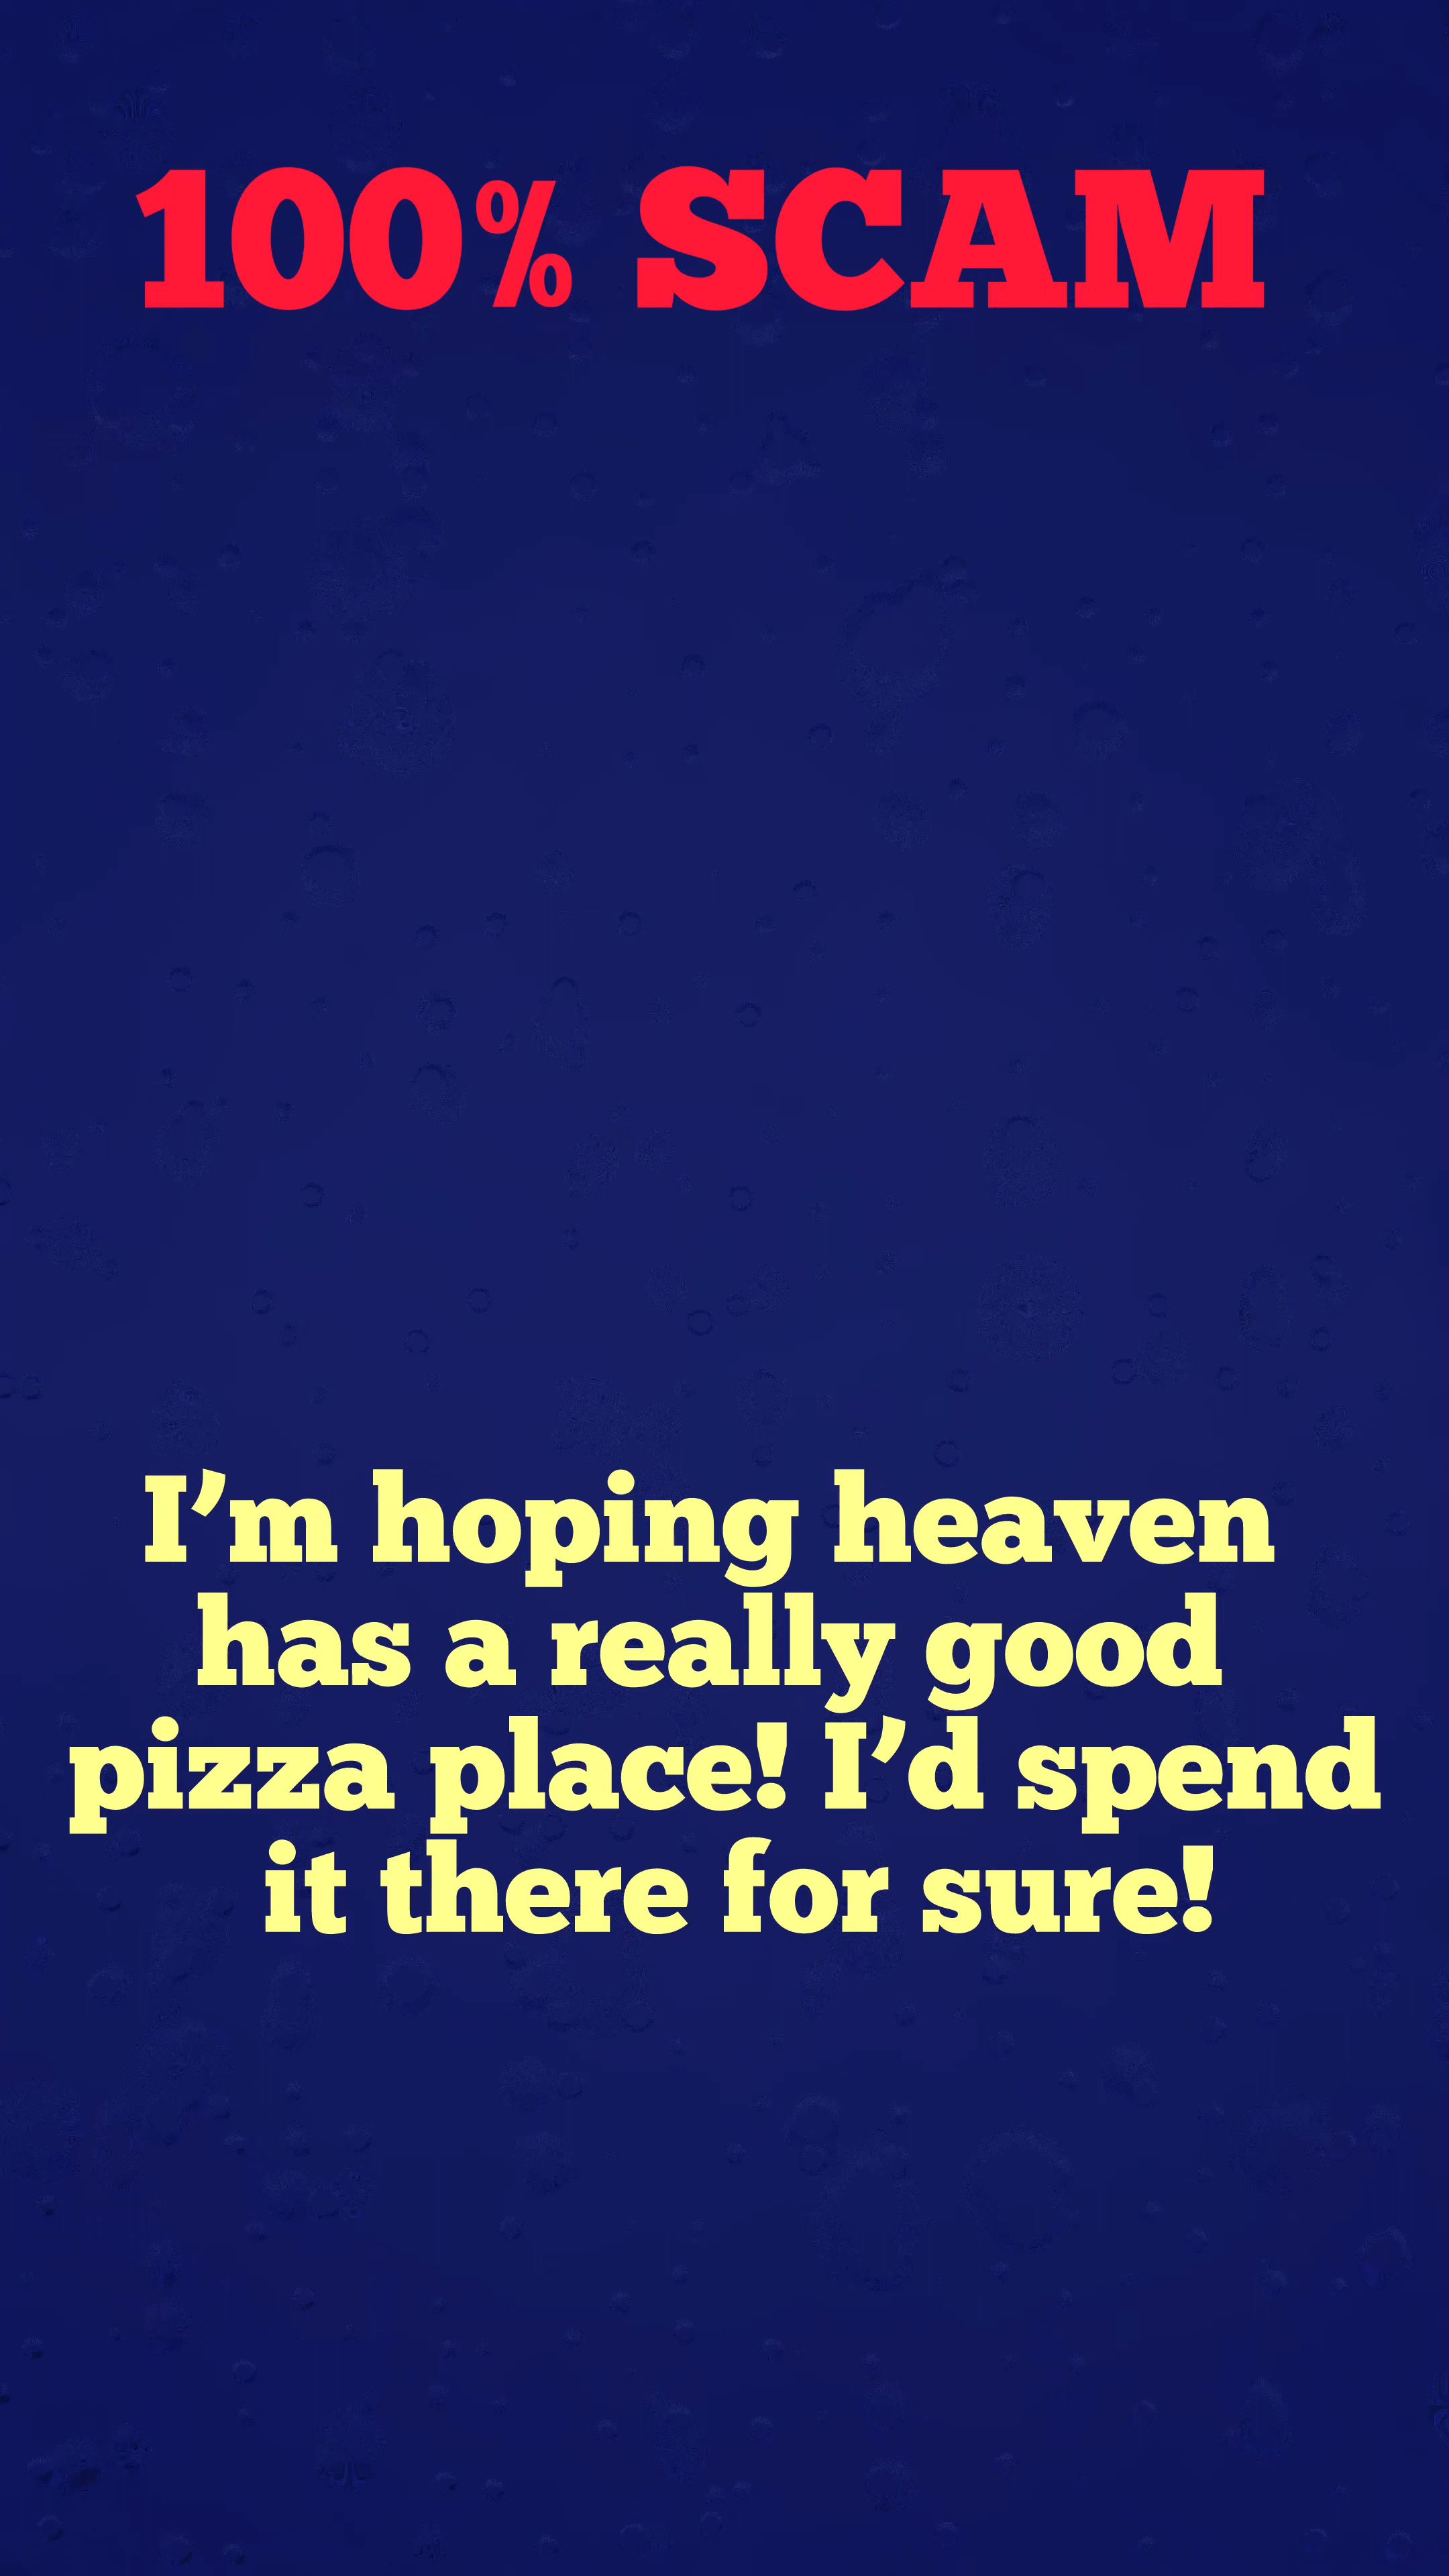 100% SCAM
I’m hoping heaven
has a really good
pizza place! I’d spend
it there for sure!